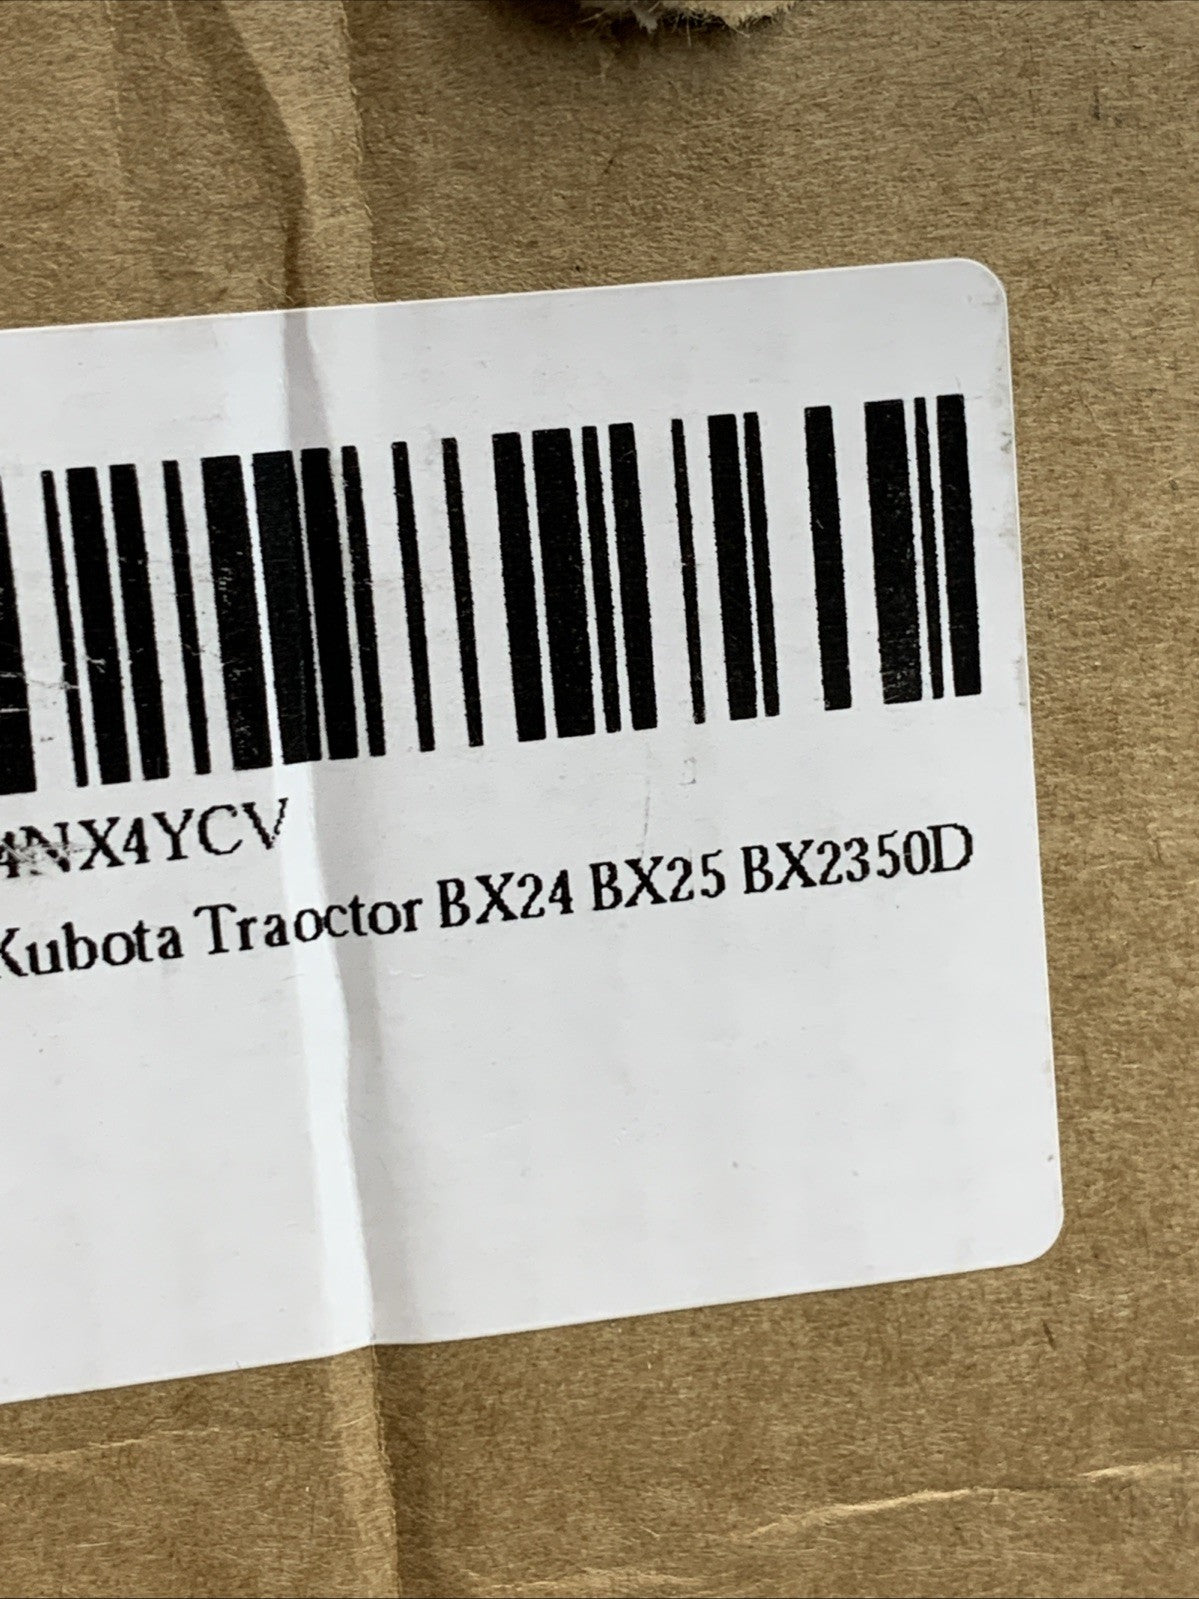 4NX4YCV
Kubota Traoctor BX24 BX25 BX2350D